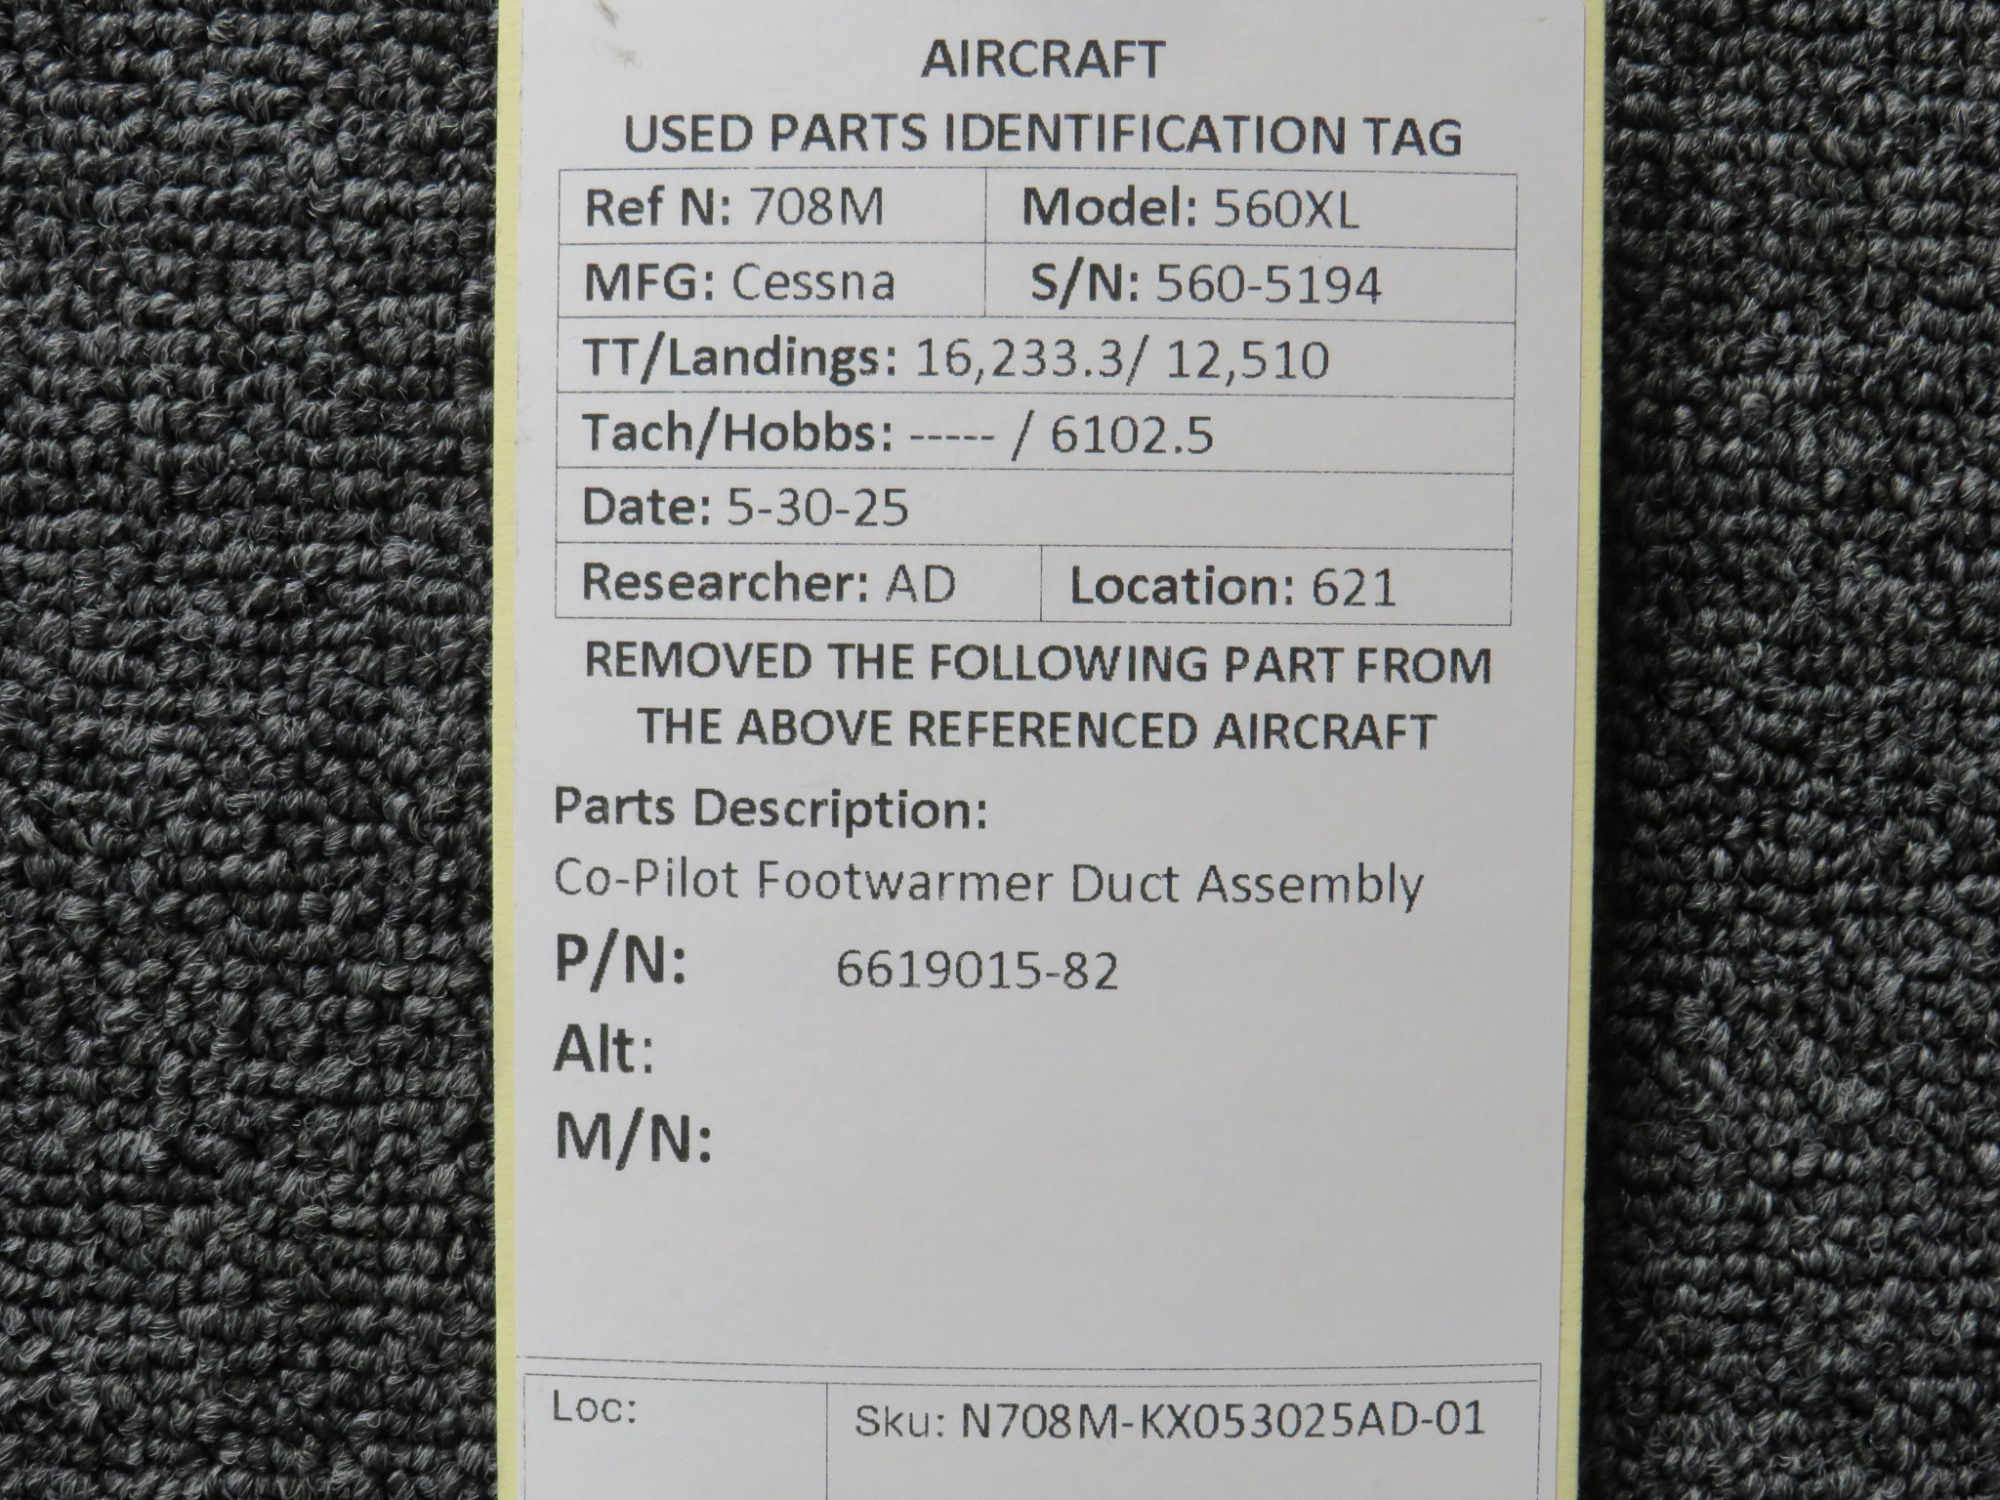 AIRCRAFT
USED PARTS IDENTIFICATION TAG
Ref N: 708M Model: 560XL
MFG: Cessna S/N: 560-5194
TT/Landings: 16,233.3/ 12,510
Tach/Hobbs: ----- / 6102.5
Date: 5-30-25
Researcher: AD Location: 621
REMOVED THE FOLLOWING PART FROM
THE ABOVE REFERENCED AIRCRAFT
Parts Description:
Co-Pilot Footwarmer Duct Assembly
P/N: 6619015-82
Alt:
M/N:
Loc: Sku: N708M-KX053025AD-01